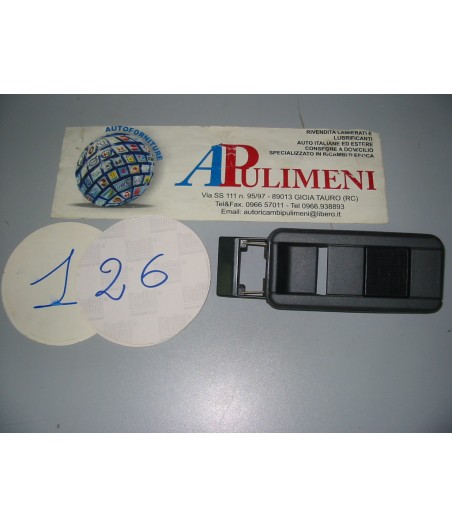 AUTOFORNITURE
RIVENDITA LAMIERATI E
LUBRIFICANTI
AUTO ITALIANE ED ESTERE
CONSEGNE A DOMICILIO
SPECIALIZZATO IN RICAMBI EPOCA
APULIMENI
Via SS 111 n. 95/97 - 89013 GIOIA TAURO (RC)
Tel&Fax. 0966 57011 - Tel 0966.938893
Email: autoricambipulimeni@libero.it
126